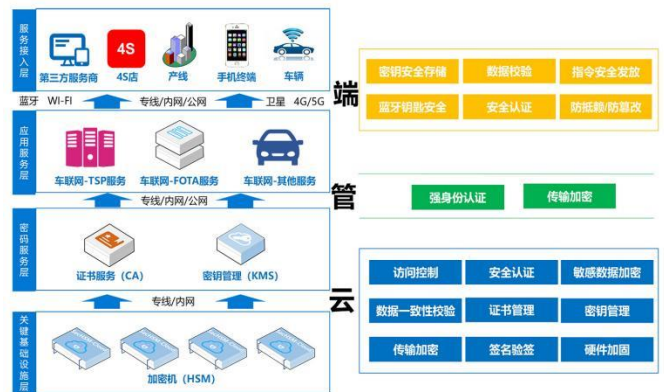 服务接入层
4S
第三方服务商 4S店 产线 手机终端 车辆
蓝牙 WI-FI 专线/内网/公网 卫星 4G/5G
应用服务层
车联网-TSP服务 车联网-FOTA服务 车联网-其他服务
专线/内网/公网
密码服务层
证书服务（CA） 密钥管理（KMS）
专线/内网
关键基础设施层
加密机（HSM）
端
密钥安全存储 数据校验 指令安全发放
蓝牙钥匙安全 安全认证 防抵赖/防篡改
管
强身份认证 传输加密
云
访问控制 安全认证 敏感数据加密
数据一致性校验 证书管理 密钥管理
传输加密 签名验签 硬件加固